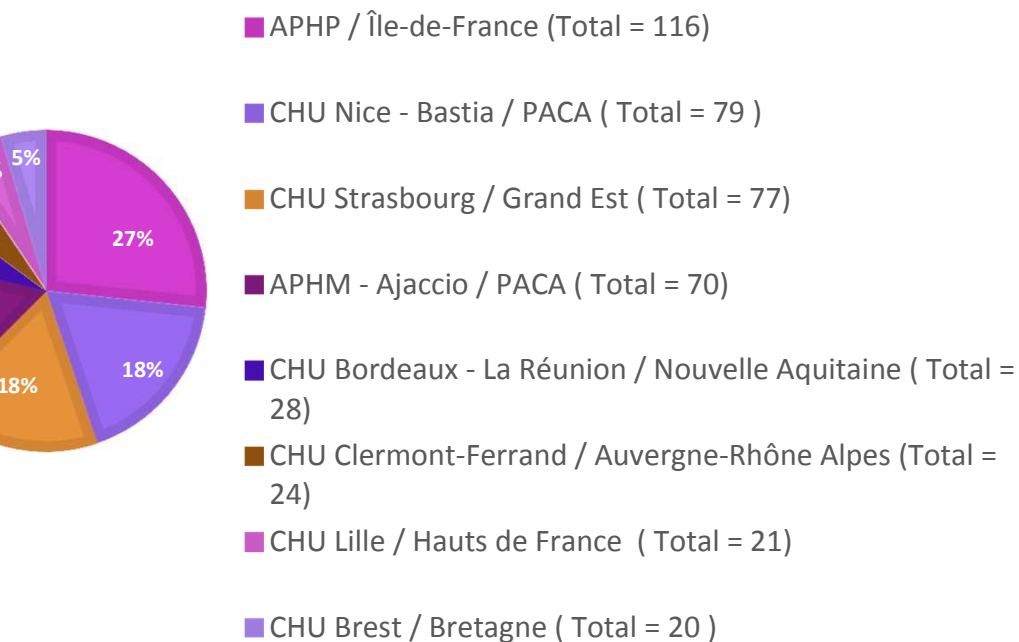 APHP / Île-de-France (Total = 116)
CHU Nice - Bastia / PACA ( Total = 79 )
5%
CHU Strasbourg / Grand Est ( Total = 77)
27%
APHM - Ajaccio / PACA ( Total = 70)
18%
18%
CHU Bordeaux - La Réunion / Nouvelle Aquitaine ( Total =
28)
CHU Clermont-Ferrand / Auvergne-Rhône Alpes (Total =
24)
CHU Lille / Hauts de France  ( Total = 21)
CHU Brest / Bretagne ( Total = 20 )